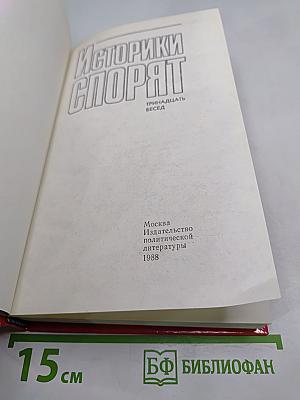 ИСТОРИКИ
СПОРЯТ
ТРИНАДЦАТЬ
БЕСЕД
Москва
Издательство
политической
литературы
1988
15 см
БФ БИБЛИОФАН